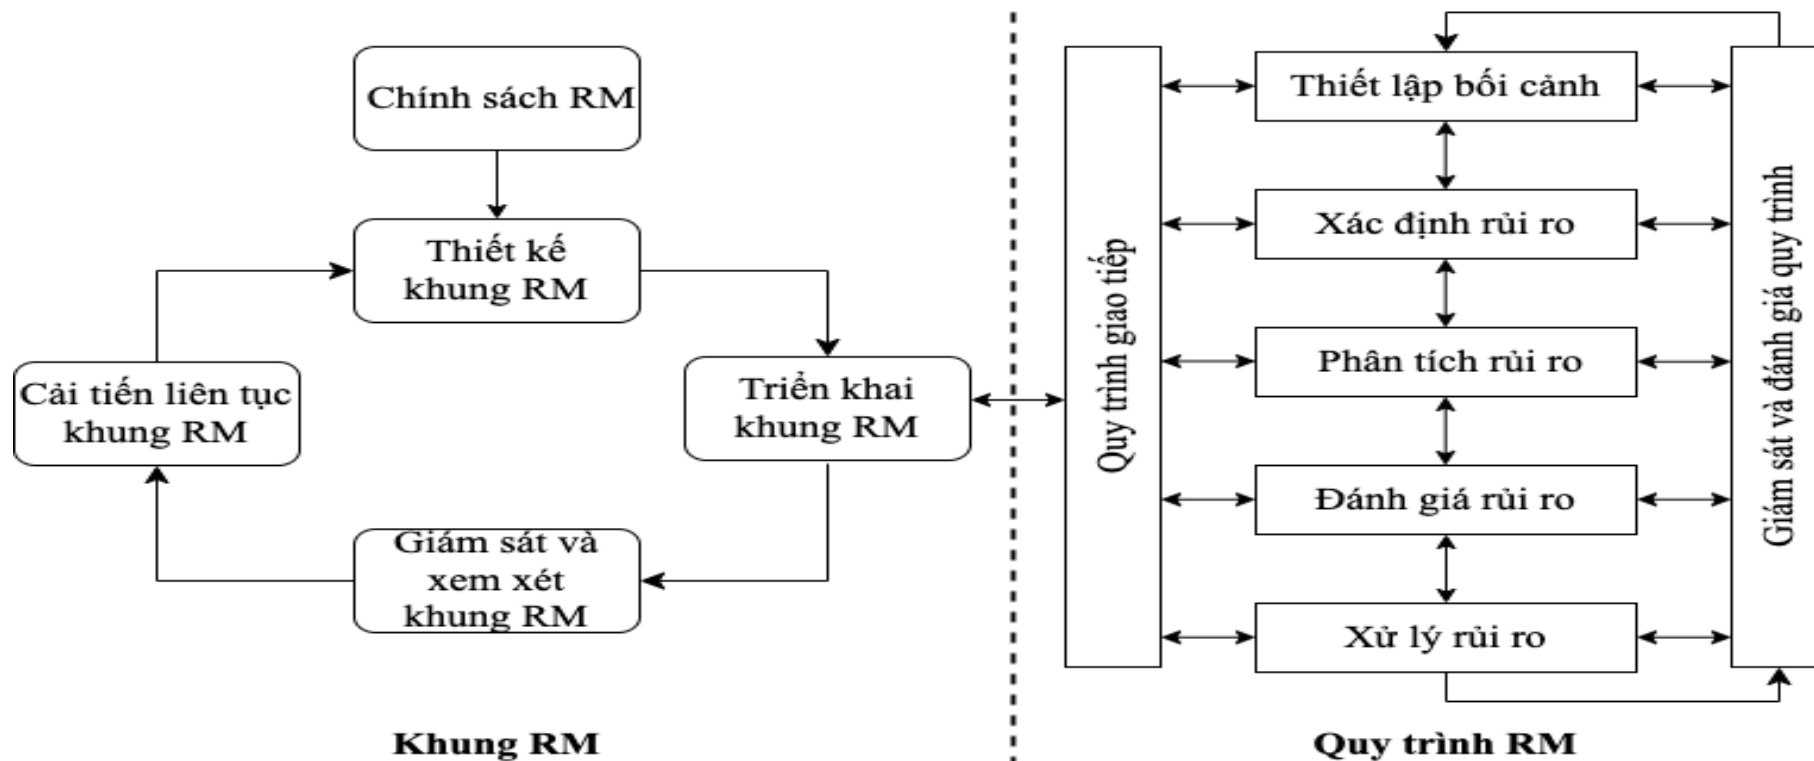 Chính sách RM
Thiết kế
khung RM
Cải tiến liên tục
khung RM
Triển khai
khung RM
Giám sát và
xem xét
khung RM
Khung RM
Quy trình giao tiếp
Thiết lập bối cảnh
Xác định rủi ro
Phân tích rủi ro
Đánh giá rủi ro
Xử lý rủi ro
Giám sát và đánh giá quy trình
Quy trình RM